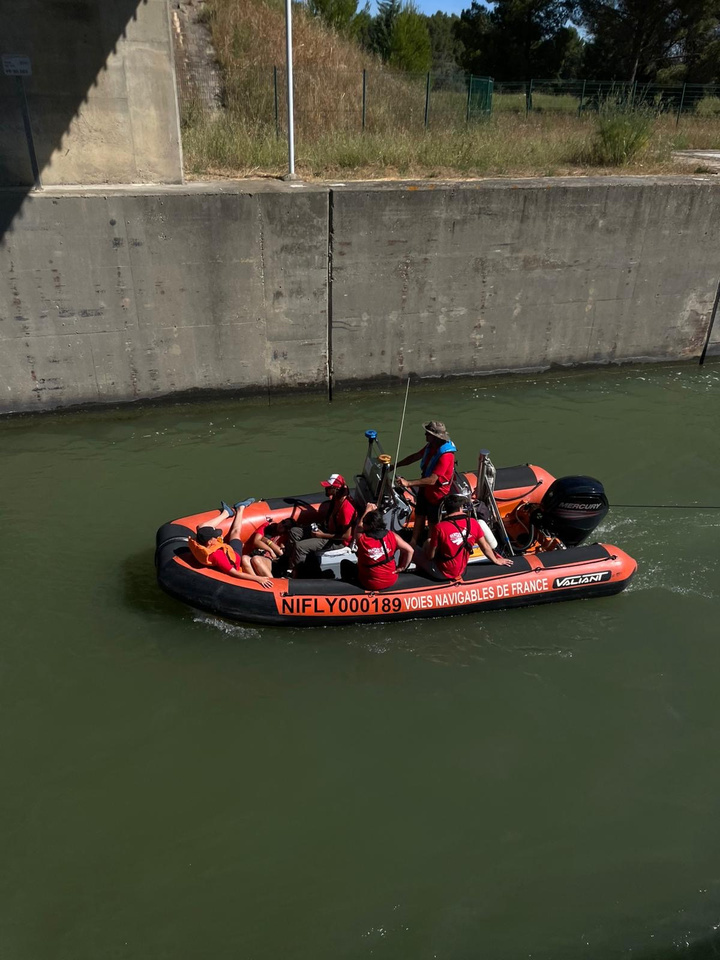 MERCURY
NIFLY000189 VOIES NAVIGABLES DE FRANCE VALIANT